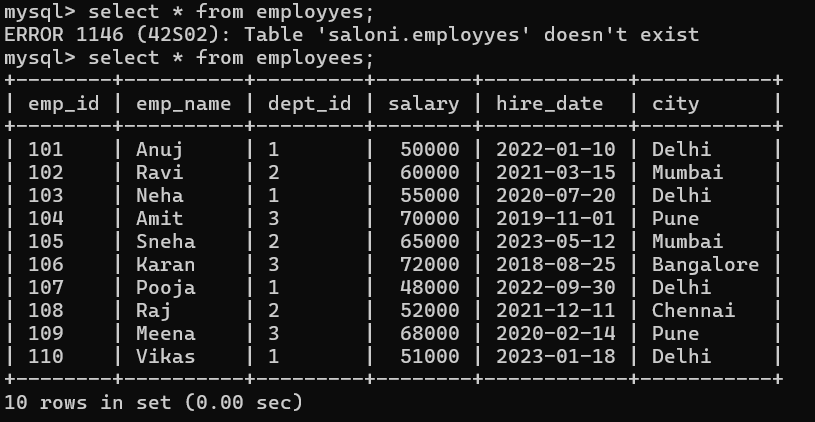 mysql> select * from employyes;
ERROR 1146 (42S02): Table 'saloni.employyes' doesn't exist
mysql> select * from employees;
+--------+----------+---------+--------+------------+-----------+
| emp_id | emp_name | dept_id | salary | hire_date  | city      |
+--------+----------+---------+--------+------------+-----------+
| 101    | Anuj     | 1       |  50000 | 2022-01-10 | Delhi     |
| 102    | Ravi     | 2       |  60000 | 2021-03-15 | Mumbai    |
| 103    | Neha     | 1       |  55000 | 2020-07-20 | Delhi     |
| 104    | Amit     | 3       |  70000 | 2019-11-01 | Pune      |
| 105    | Sneha    | 2       |  65000 | 2023-05-12 | Mumbai    |
| 106    | Karan    | 3       |  72000 | 2018-08-25 | Bangalore |
| 107    | Pooja    | 1       |  48000 | 2022-09-30 | Delhi     |
| 108    | Raj      | 2       |  52000 | 2021-12-11 | Chennai   |
| 109    | Meena    | 3       |  68000 | 2020-02-14 | Pune      |
| 110    | Vikas    | 1       |  51000 | 2023-01-18 | Delhi     |
+--------+----------+---------+--------+------------+-----------+
10 rows in set (0.00 sec)